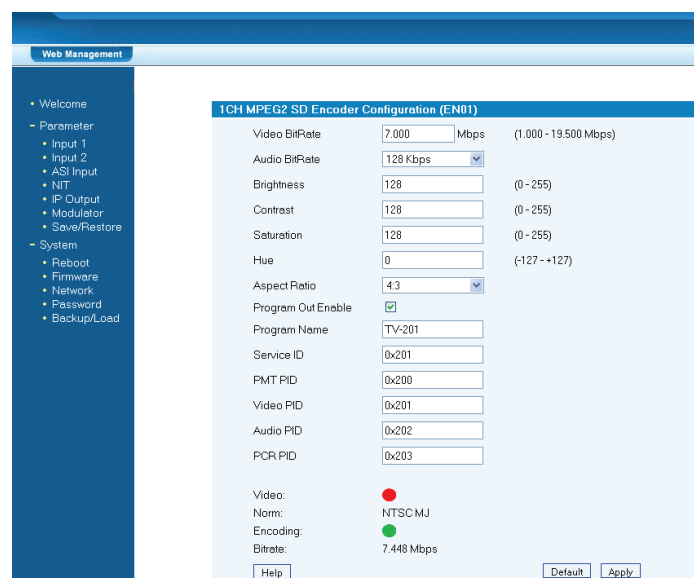 Web Management
Welcome
Parameter
Input 1
Input 2
ASI Input
NIT
IP Output
Modulator
Save/Restore
System
Reboot
Firmware
Network
Password
Backup/Load
1CH MPEG2 SD Encoder Configuration (EN01)
Video BitRate 7.000 Mbps (1.000 - 19.500 Mbps)
Audio BitRate 128 Kbps
Brightness 128 (0 - 255)
Contrast 128 (0 - 255)
Saturation 128 (0 - 255)
Hue 0 (-127 - +127)
Aspect Ratio 4:3
Program Out Enable
Program Name TV-201
Service ID 0x201
PMT PID 0x200
Video PID 0x201
Audio PID 0x202
PCR PID 0x203
Video:
Norm: NTSC MJ
Encoding:
Bitrate: 7.448 Mbps
Help Default Apply